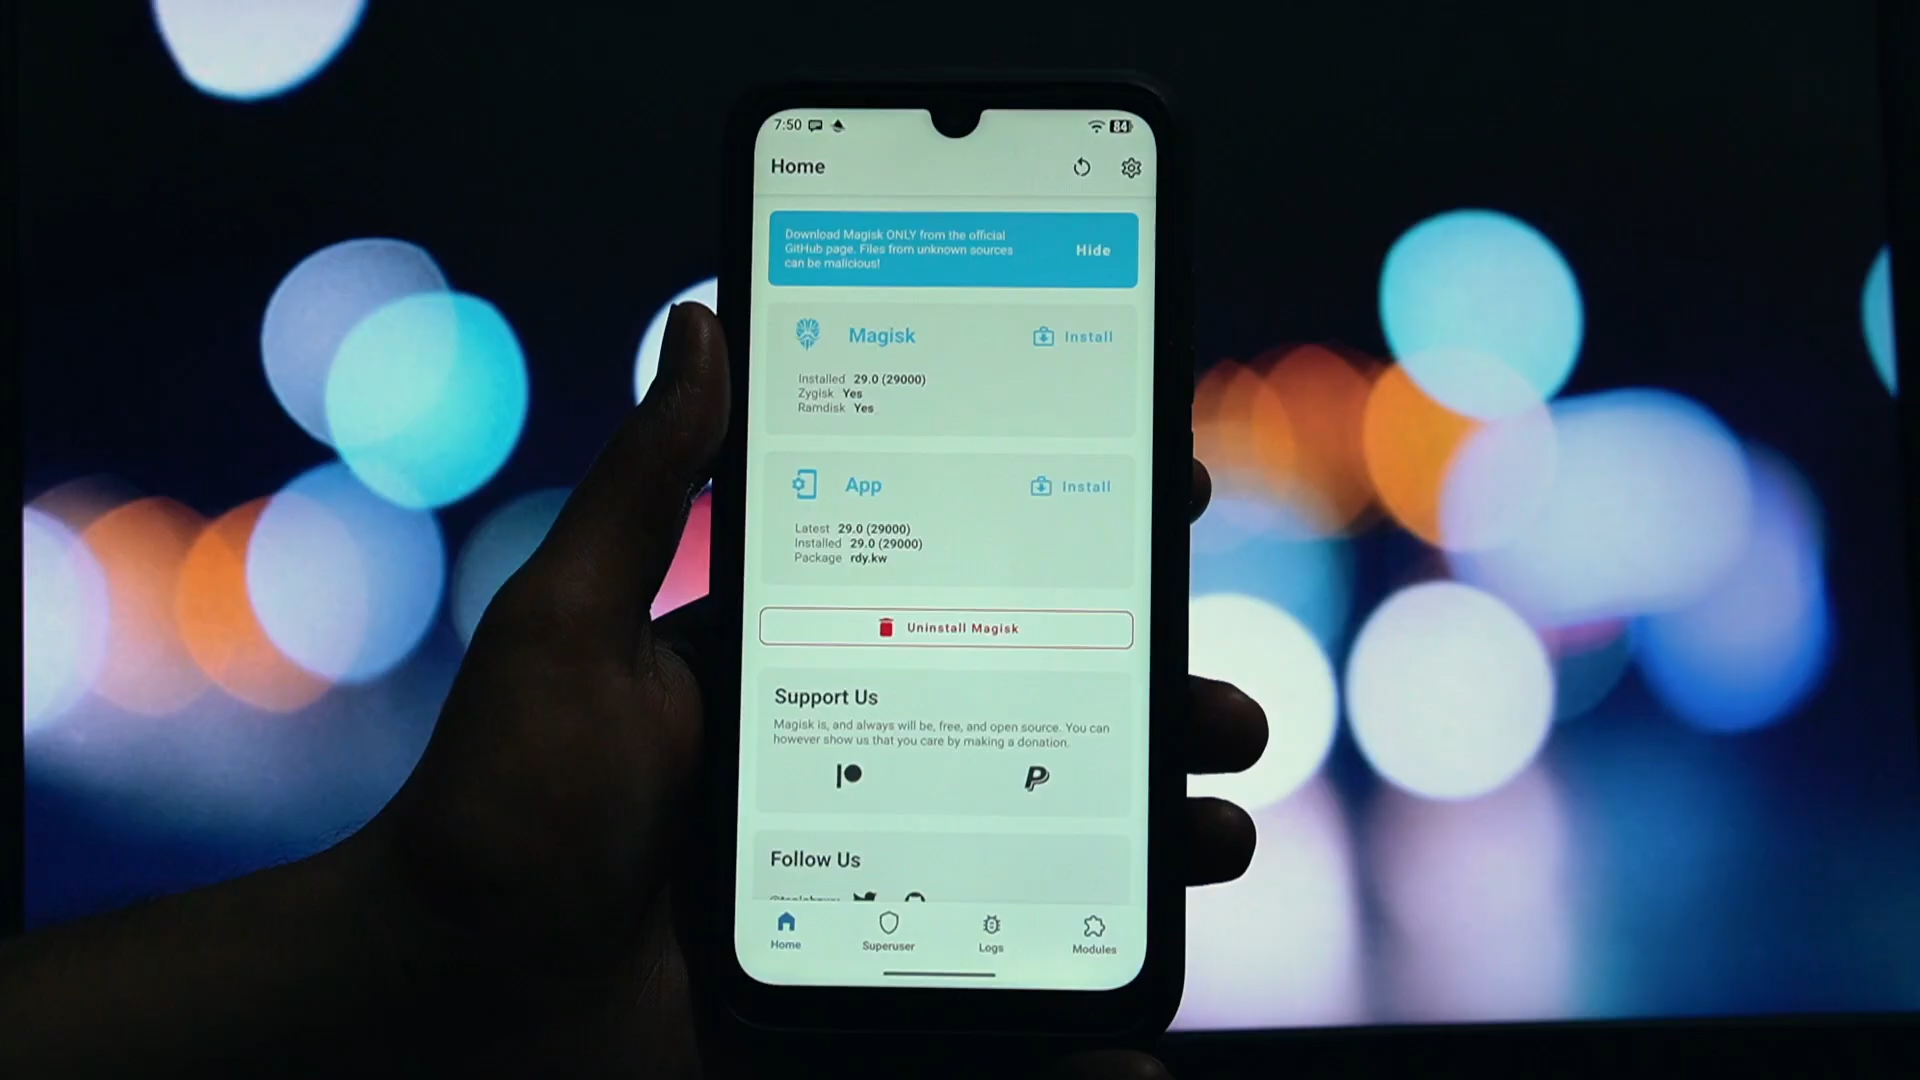 7:50
84
Home
Download Magisk ONLY from the official
GitHub page. Files from unknown sources
can be malicious!
Hide
Magisk
Install
Installed 29.0 (29000)
Zygisk Yes
Ramdisk Yes
App
Install
Latest 29.0 (29000)
Installed 29.0 (29000)
Package rdy.kw
Uninstall Magisk
Support Us
Magisk is, and always will be, free, and open source. You can
however show us that you care by making a donation.
Follow Us
Home
Superuser
Logs
Modules